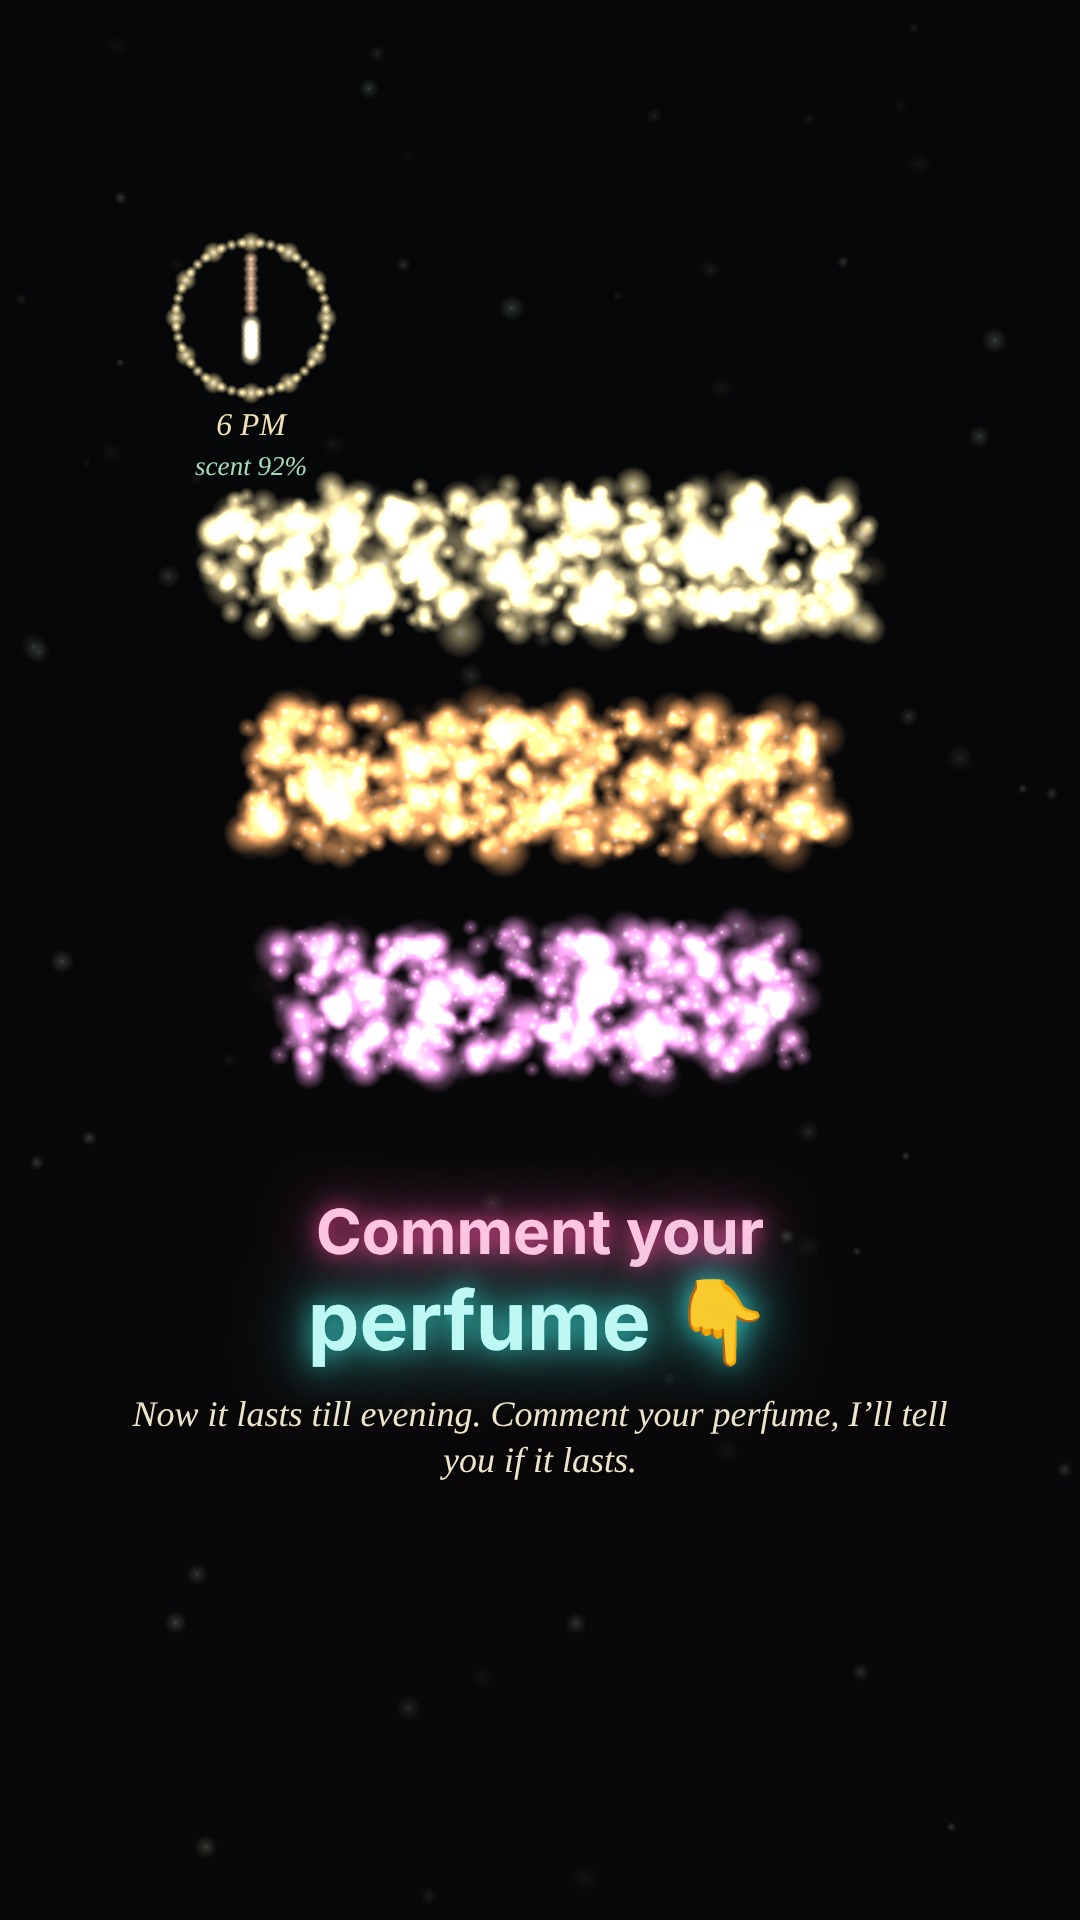 6 PM
scent 92%
Comment your
perfume 👇
Now it lasts till evening. Comment your perfume, I’ll tell
you if it lasts.